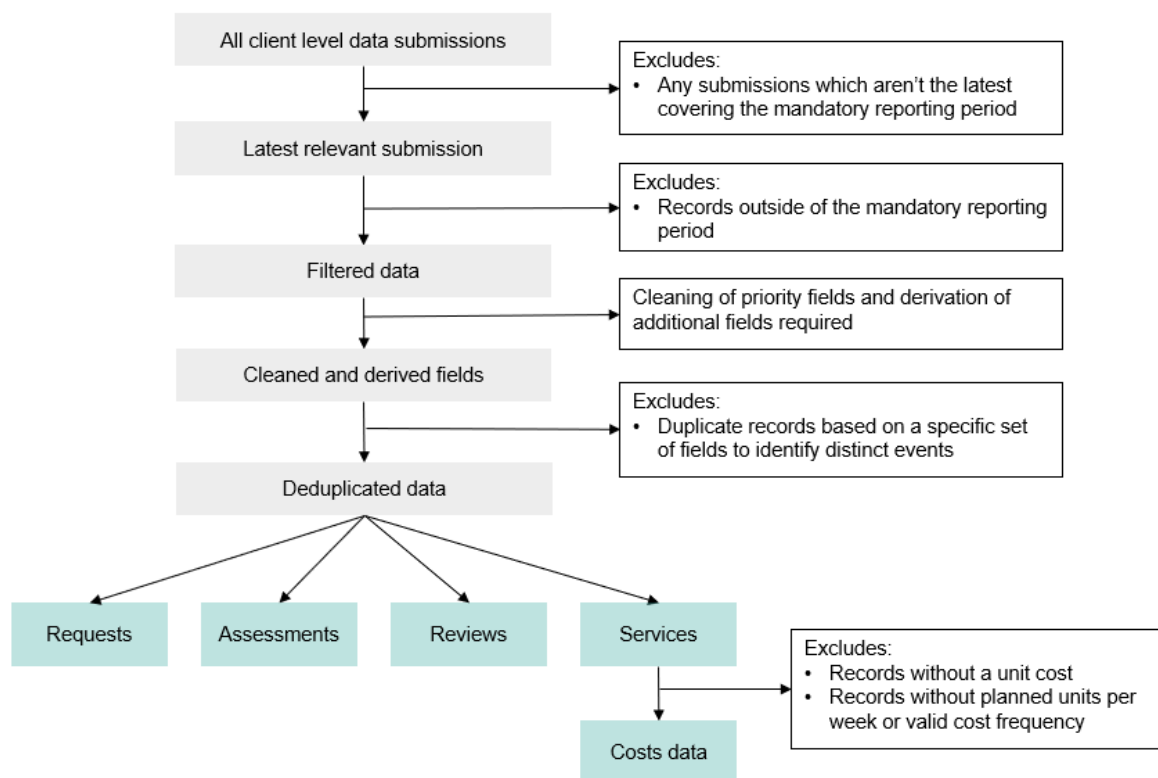 All client level data submissions
Excludes:
• Any submissions which aren’t the latest
covering the mandatory reporting period
Latest relevant submission
Excludes:
• Records outside of the mandatory reporting
period
Filtered data
Cleaning of priority fields and derivation of
additional fields required
Cleaned and derived fields
Excludes:
• Duplicate records based on a specific set
of fields to identify distinct events
Deduplicated data
Requests
Assessments
Reviews
Services
Excludes:
• Records without a unit cost
• Records without planned units per
week or valid cost frequency
Costs data